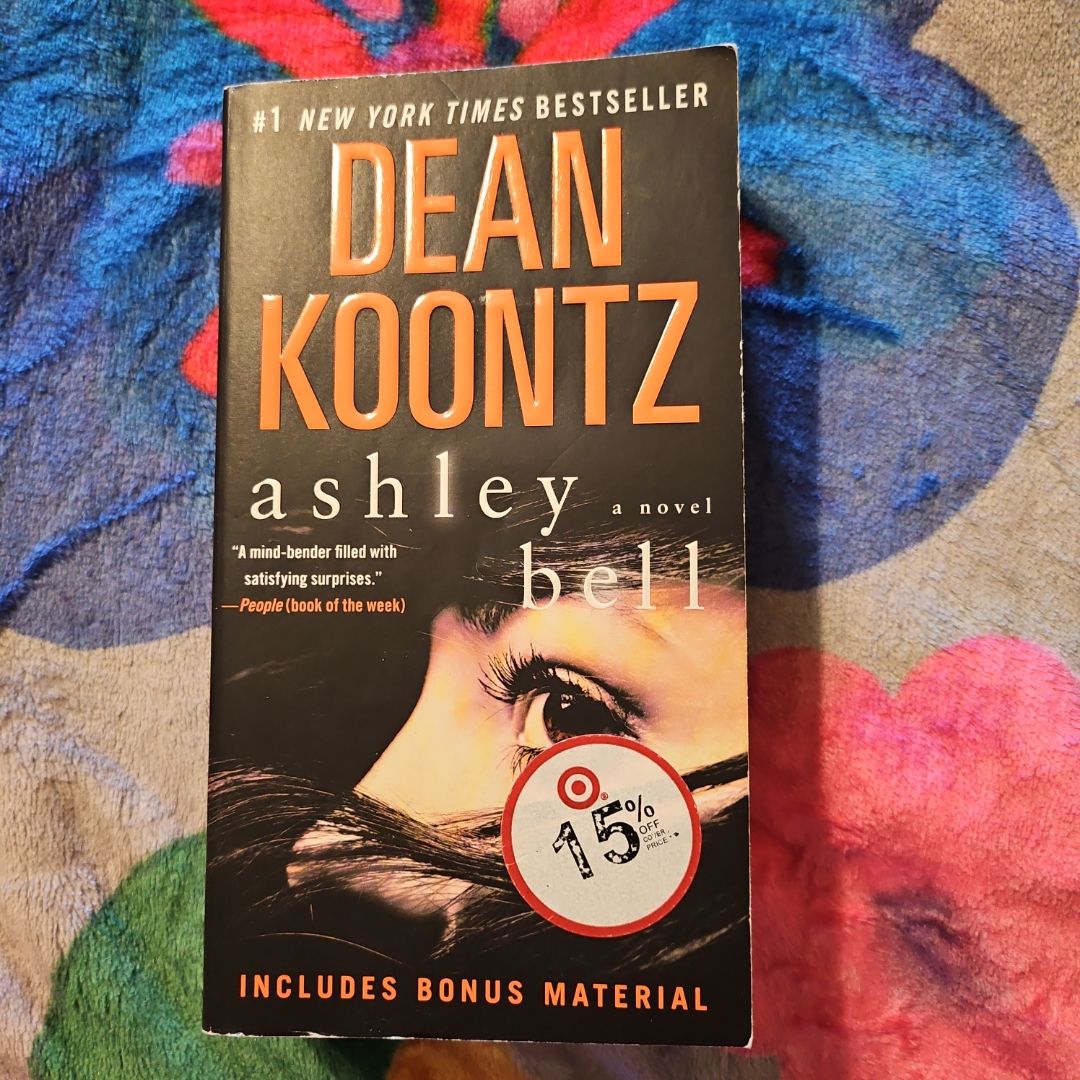 #1 NEW YORK TIMES BESTSELLER
DEAN
KOONTZ
ashley
a novel
bell
“A mind-bender filled with
satisfying surprises.”
—People (book of the week)
®
15%
OFF
COVER
PRICE
INCLUDES BONUS MATERIAL